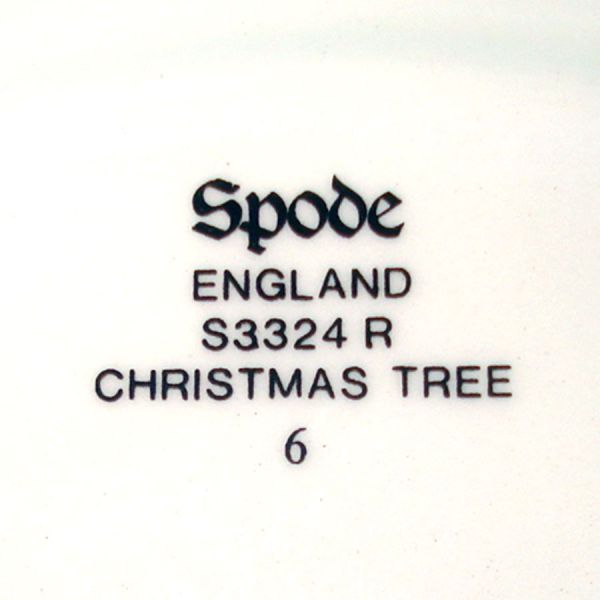 Spode
ENGLAND
S3324 R
CHRISTMAS TREE
6